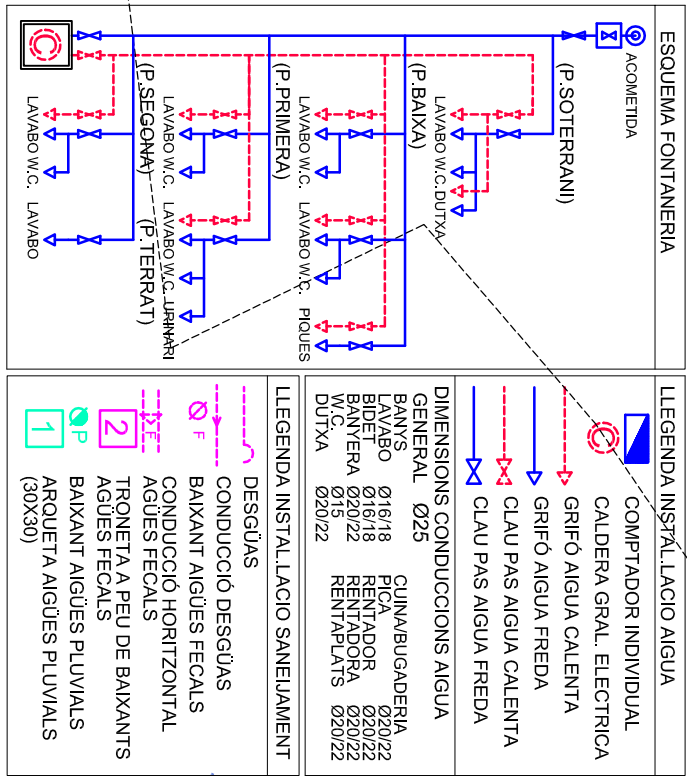 ESQUEMA FONTANERIA
ACOMETIDA
(P.SOTERRANI)
LAVABO W.C. DUTXA
(P.BAIXA)
LAVABO W.C. LAVABO W.C. PIQUES
(P.PRIMERA)
LAVABO W.C. LAVABO W.C. URINARI
(P.SEGONA) (P.TERRAT)
LAVABO W.C. LAVABO
C
LLEGENDA INSTAL.LACIO AIGUA
COMPTADOR INDIVIDUAL
C CALDERA GRAL. ELECTRICA
GRIFÓ AIGUA CALENTA
GRIFÓ AIGUA FREDA
CLAU PAS AIGUA CALENTA
CLAU PAS AIGUA FREDA
DIMENSIONS CONDUCCIONS AIGUA
GENERAL Ø25
BANYS CUINA/BUGADERIA
LAVABO Ø16/18 PICA Ø20/22
BIDET Ø16/18 RENTADOR Ø20/22
BANYERA Ø20/22 RENTADORA Ø20/22
W.C. Ø15 RENTAPLATS Ø20/22
DUTXA Ø20/22
LLEGENDA INSTAL.LACIO SANEIJAMENT
DESGÜAS
CONDUCCIÓ DESGÜAS
Ø F BAIXANT AIGÜES FECALS
F CONDUCCIÓ HORITZONTAL
AGÜES FECALS
2 TRONETA A PEU DE BAIXANTS
AGÜES FECALS
Ø P BAIXANT AIGÜES PLUVIALS
1 ARQUETA AIGÜES PLUVIALS
(30X30)